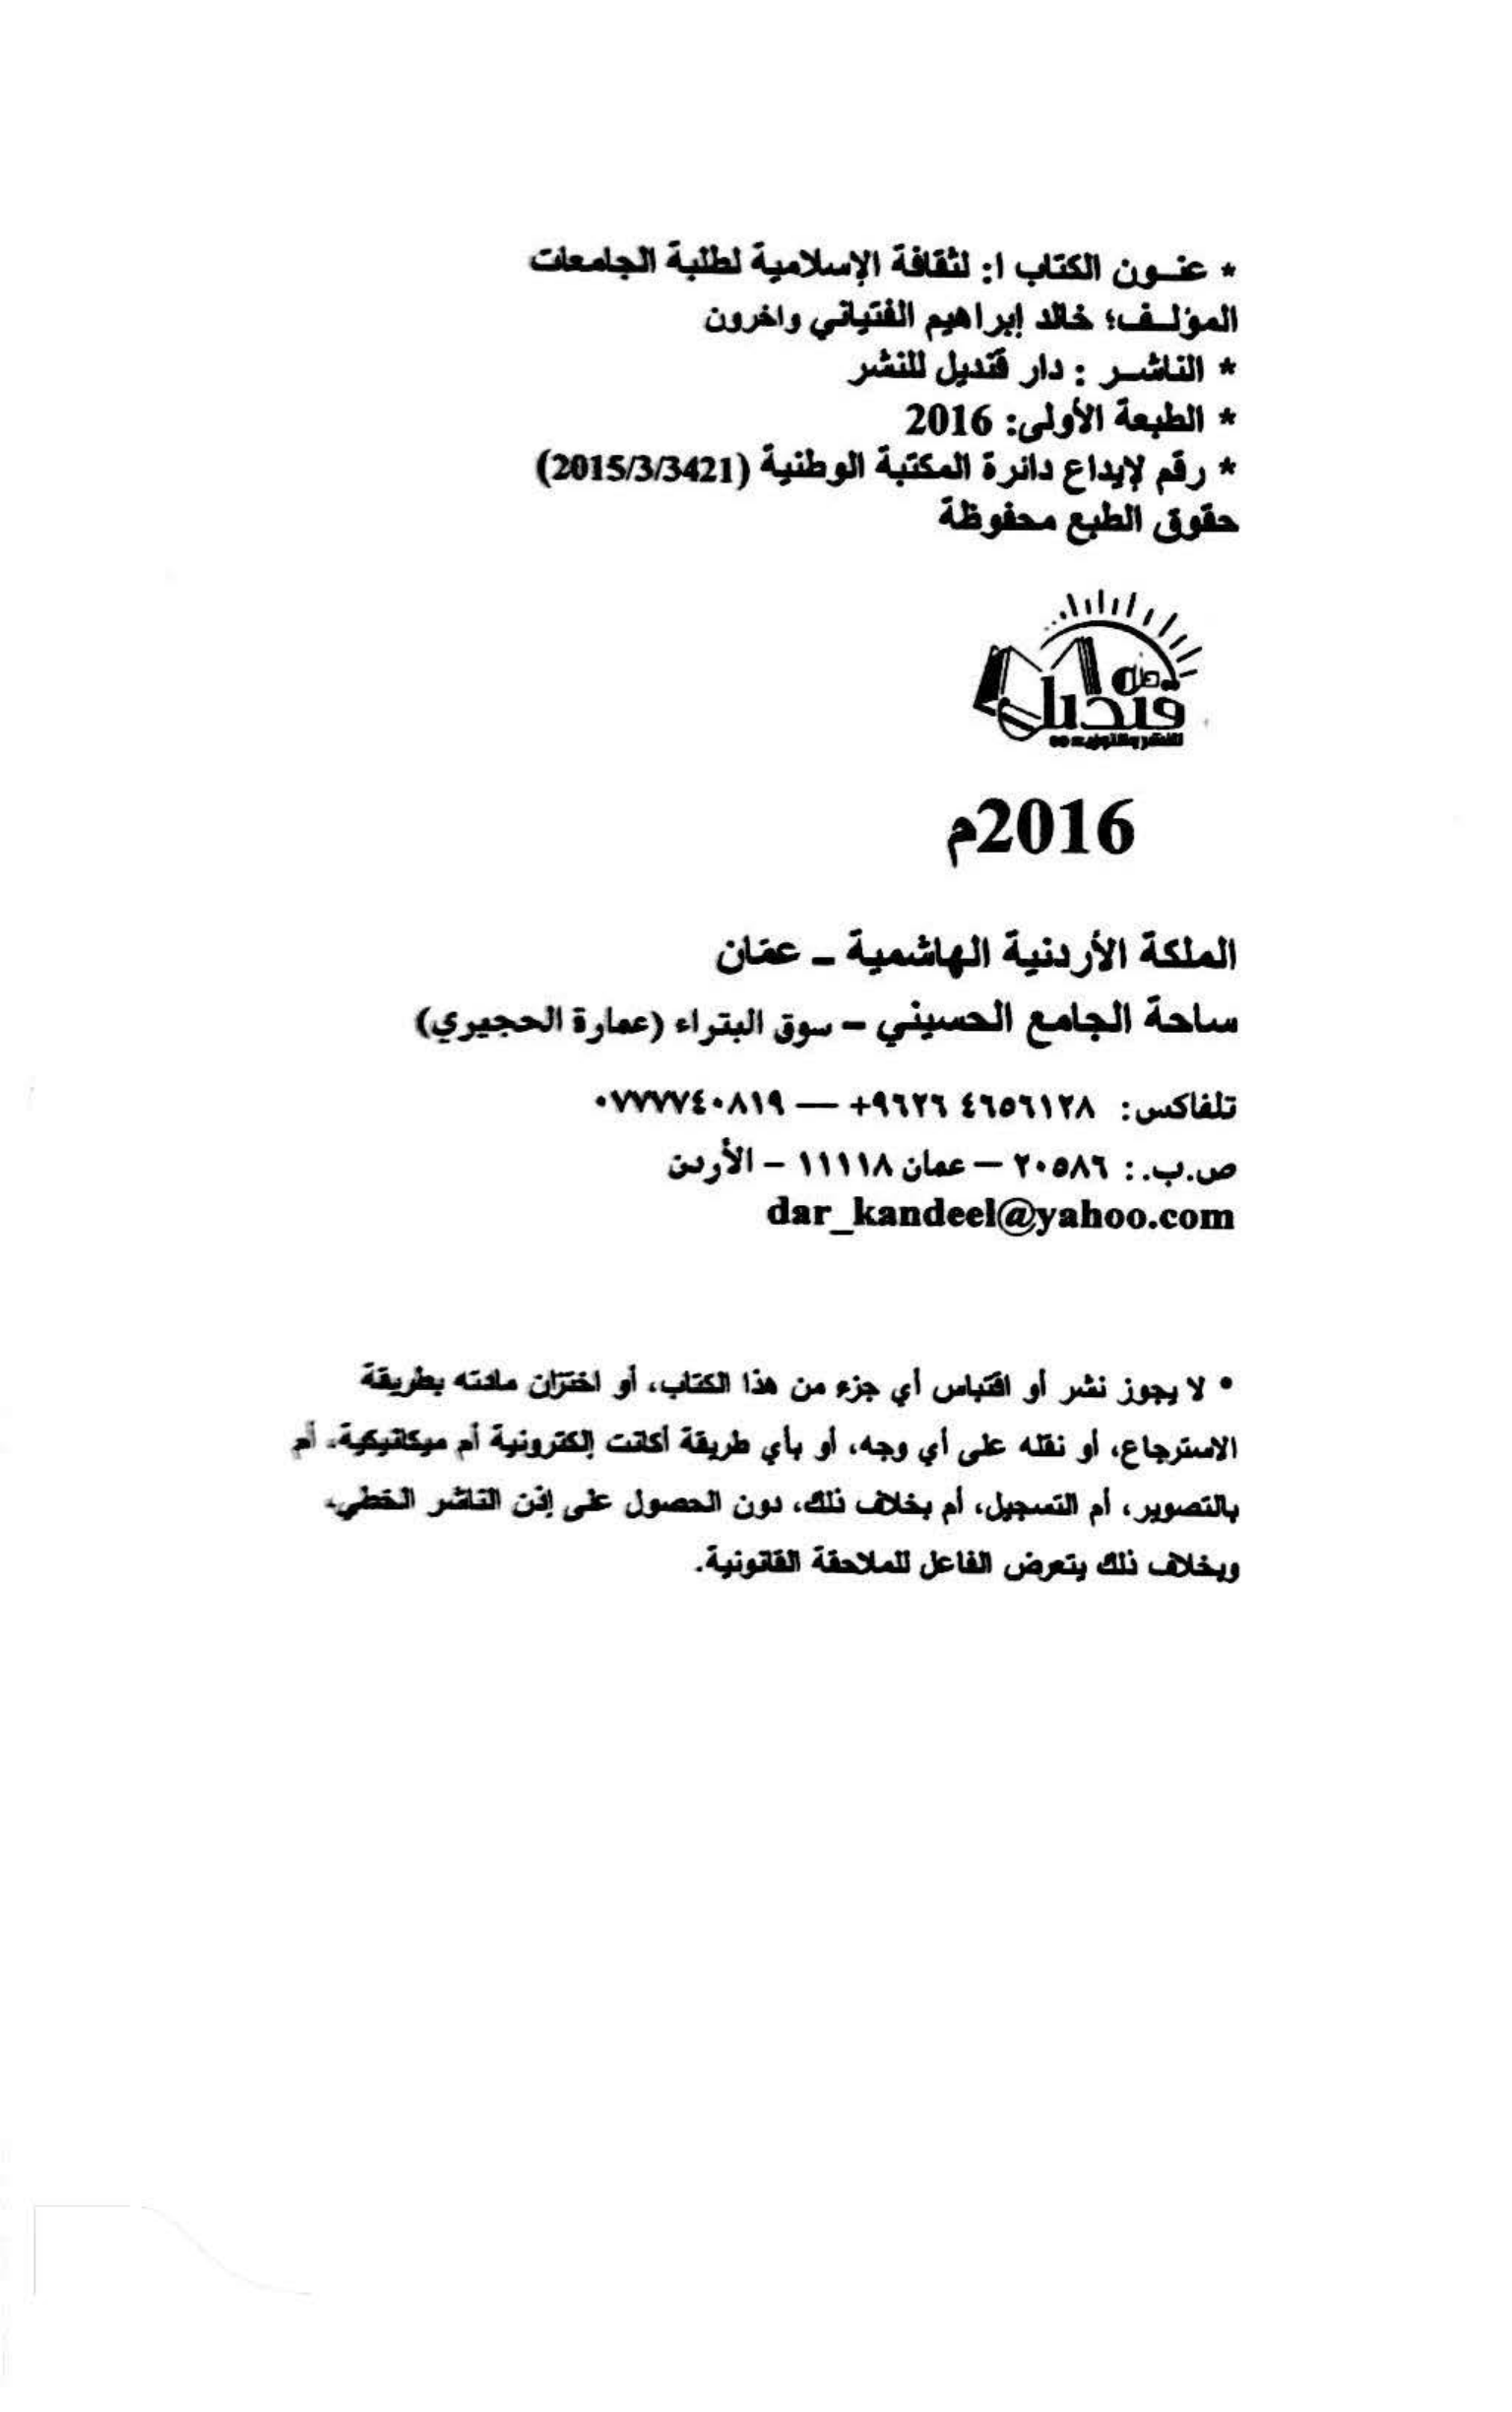 * عنـون الكتاب ا: لثقافة الإسلامية لطلبة الجامعات
المؤلـف؛ خالد إبراهيم الفتياني واخرون
* الناشـر : دار قنديل للنشر
* الطبعة الأولى: 2016
* رقم لإيداع دائرة المكتبة الوطنية (2015/3/3421)
حقوق الطبع محفوظة
دار
قنديل
للنشر والتوزيع
2016م
الملكة الأردنية الهاشمية - عمّان
ساحة الجامع الحسيني – سوق البتراء (عمارة الحجيري)
تلفاكس: ٤٦٥٦١٢٨ ٩٦٢٦+ — ٠٧٧٧٧٤٠٨١٩
ص.ب.: ٢٠٥٨٦ – عمان ١١١١٨ – الأردن
dar_kandeel@yahoo.com
• لا يجوز نشر أو اقتباس أي جزء من هذا الكتاب، أو اختزان مادته بطريقة
الاسترجاع، أو نقله على أي وجه، أو بأي طريقة أكانت إلكترونية أم ميكانيكية، أم
بالتصوير، أم التسجيل، أم بخلاف ذلك، دون الحصول على إذن الناشر الخطي،
وبخلاف ذلك يتعرض الفاعل للملاحقة القانونية.